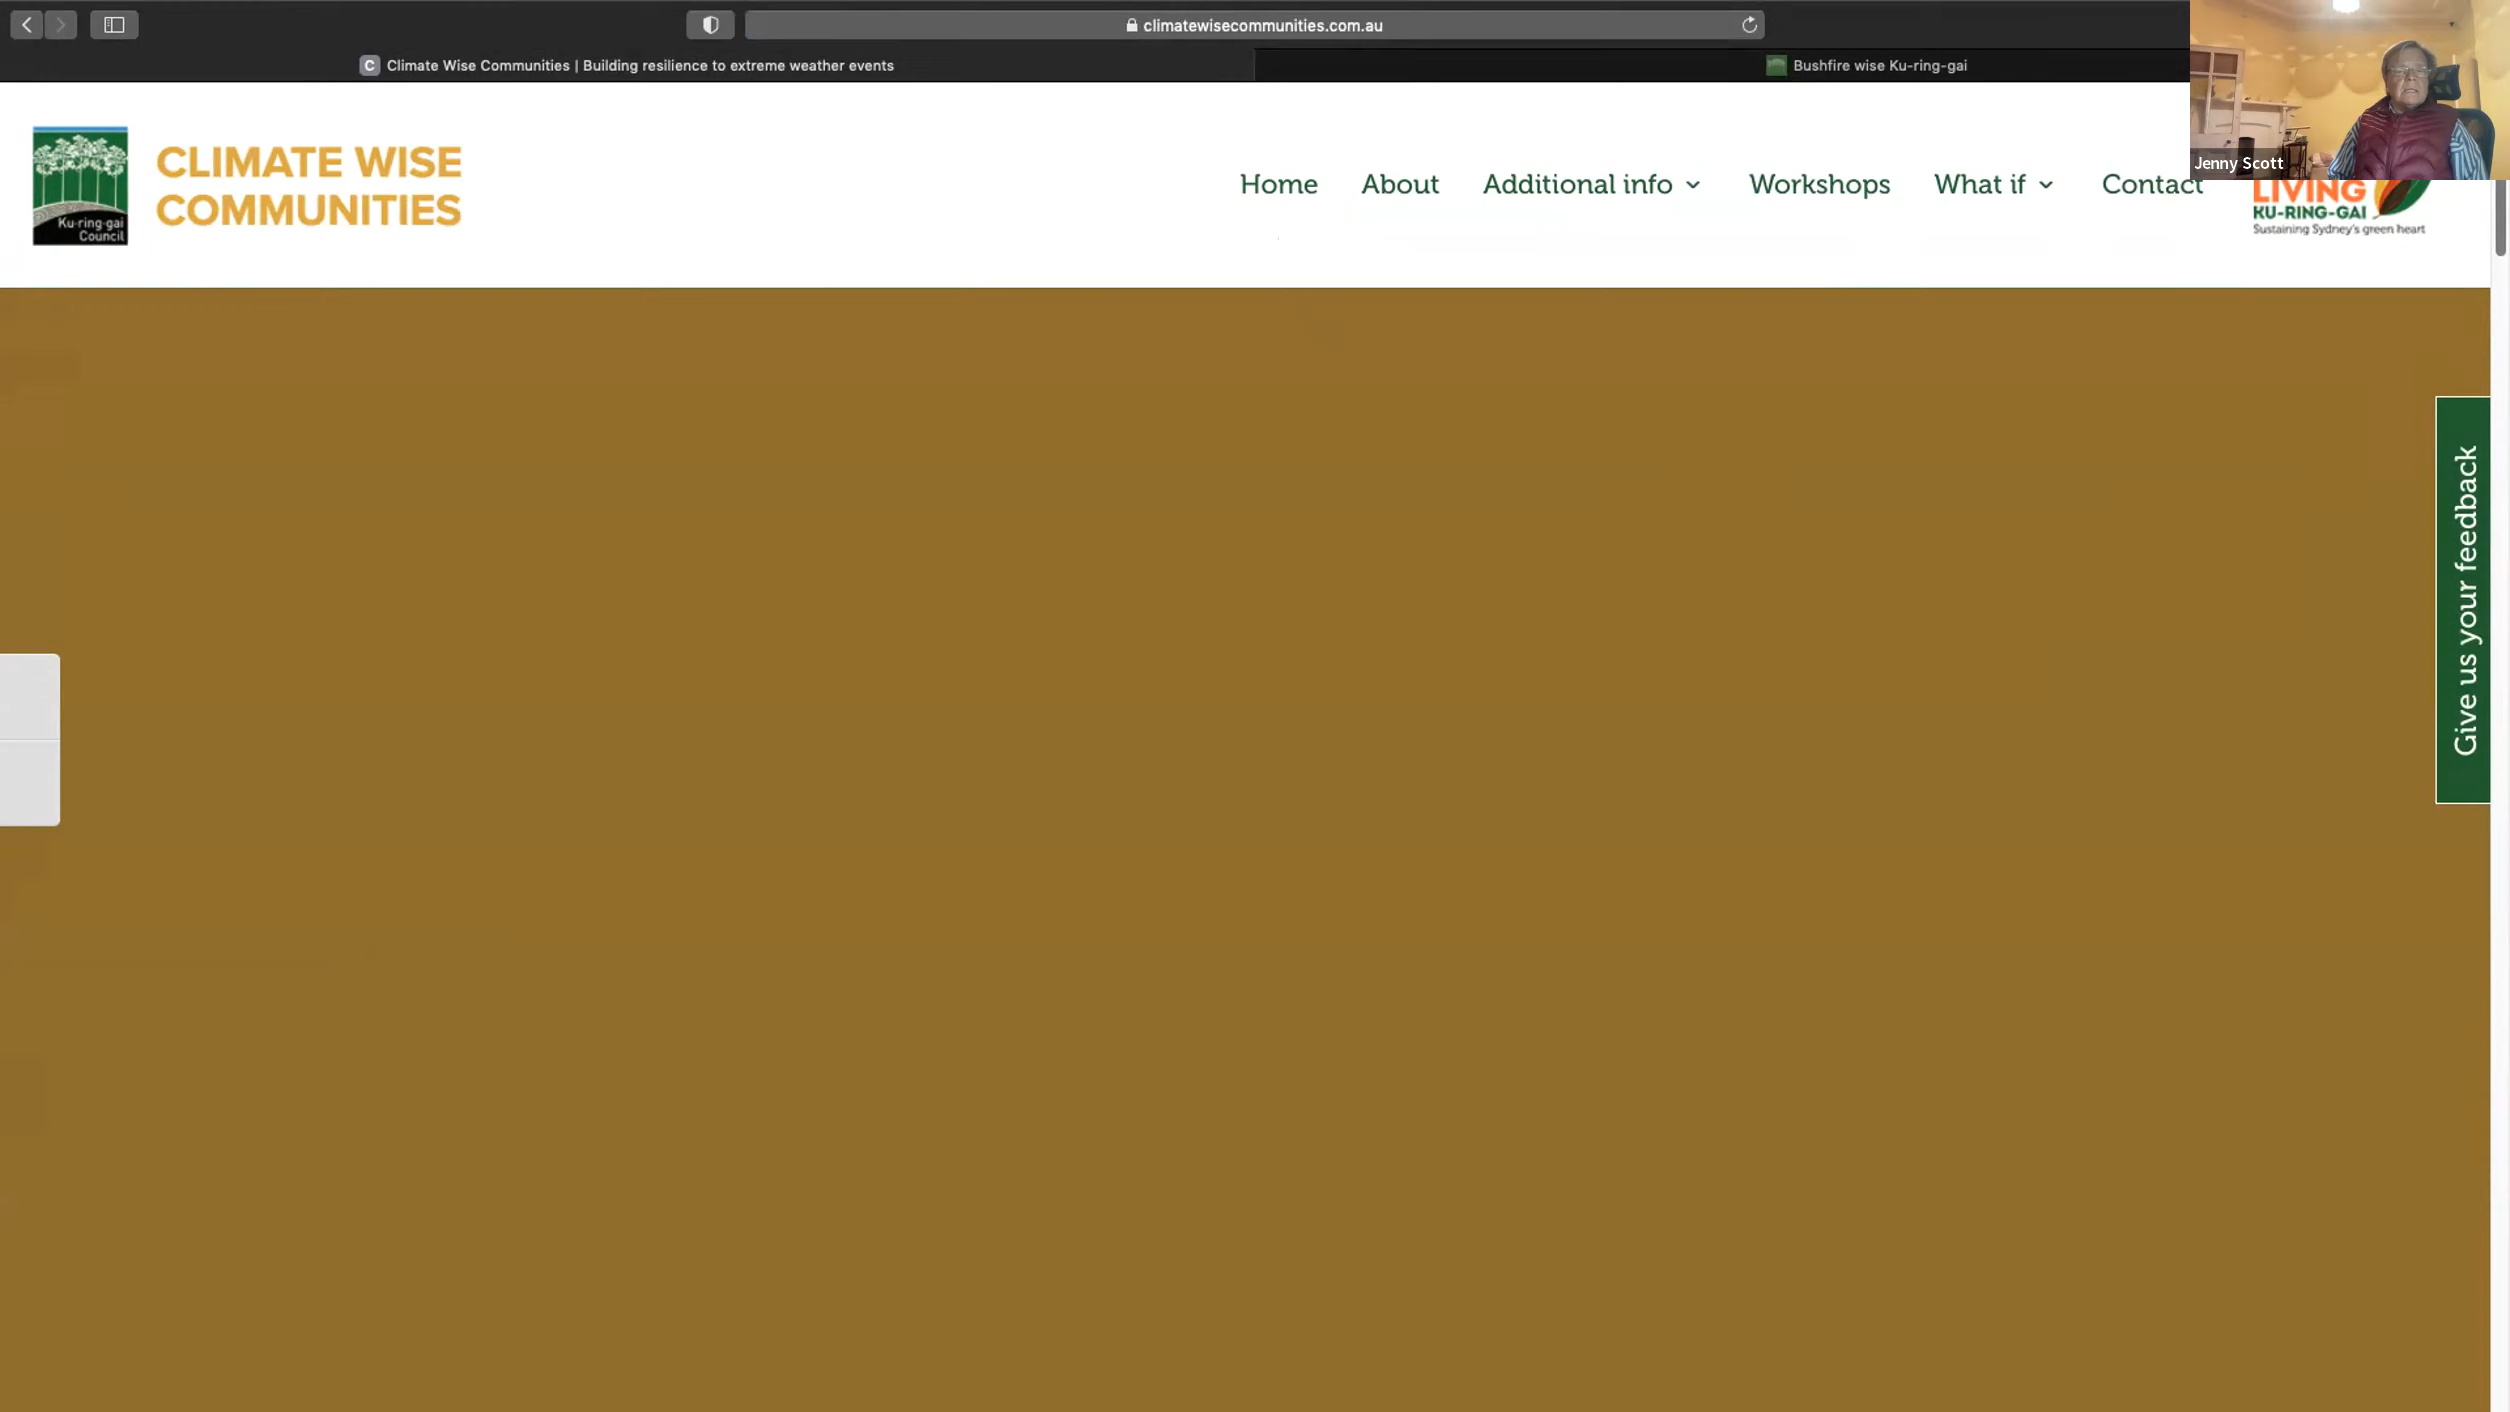 climatewisecommunities.com.au
C Climate Wise Communities | Building resilience to extreme weather events
Bushfire wise Ku-ring-gai
Jenny Scott
Ku-ring-gai
Council
CLIMATE WISE
COMMUNITIES
Home
About
Additional info
Workshops
What if
Contact
LIVING
KU-RING-GAI
Sustaining Sydney's green heart
Give us your feedback